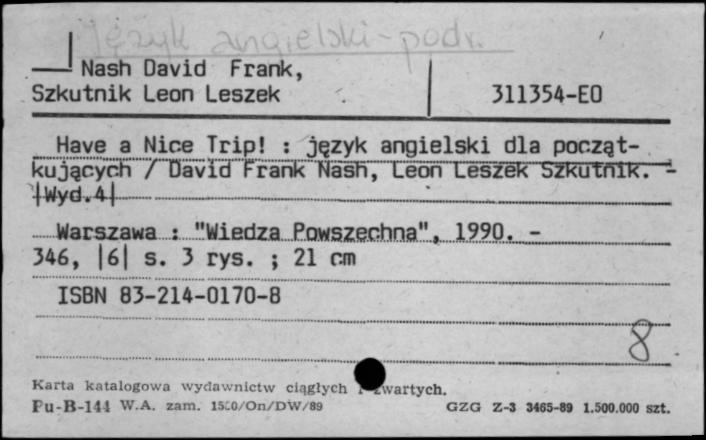 Język angielski-podr.
Nash David Frank,
Szkutnik Leon Leszek 311354-EO
Have a Nice Trip! : język angielski dla począt-
kujących / David Frank Nash, Leon Leszek Szkutnik. -
|Wyd.4|
Warszawa : "Wiedza Powszechna", 1990. -
346, |6| s. 3 rys. ; 21 cm
ISBN 83-214-0170-8
8
Karta katalogowa wydawnictw ciągłych i zwartych.
Pu-B-144 W.A. zam. /On/DW/89 GZG Z-3 3465-89 1.500.000 szt.